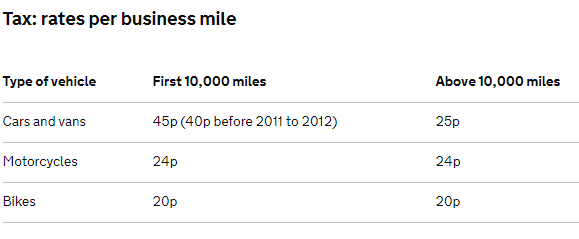 Tax: rates per business mile
Type of vehicle First 10,000 miles Above 10,000 miles
Cars and vans 45p (40p before 2011 to 2012) 25p
Motorcycles 24p 24p
Bikes 20p 20p